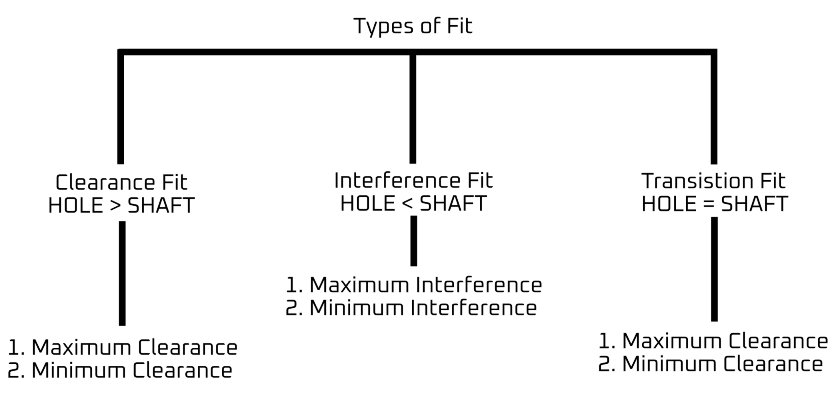 Types of Fit
Clearance Fit
HOLE > SHAFT
1. Maximum Clearance
2. Minimum Clearance
Interference Fit
HOLE < SHAFT
1. Maximum Interference
2. Minimum Interference
Transistion Fit
HOLE = SHAFT
1. Maximum Clearance
2. Minimum Clearance